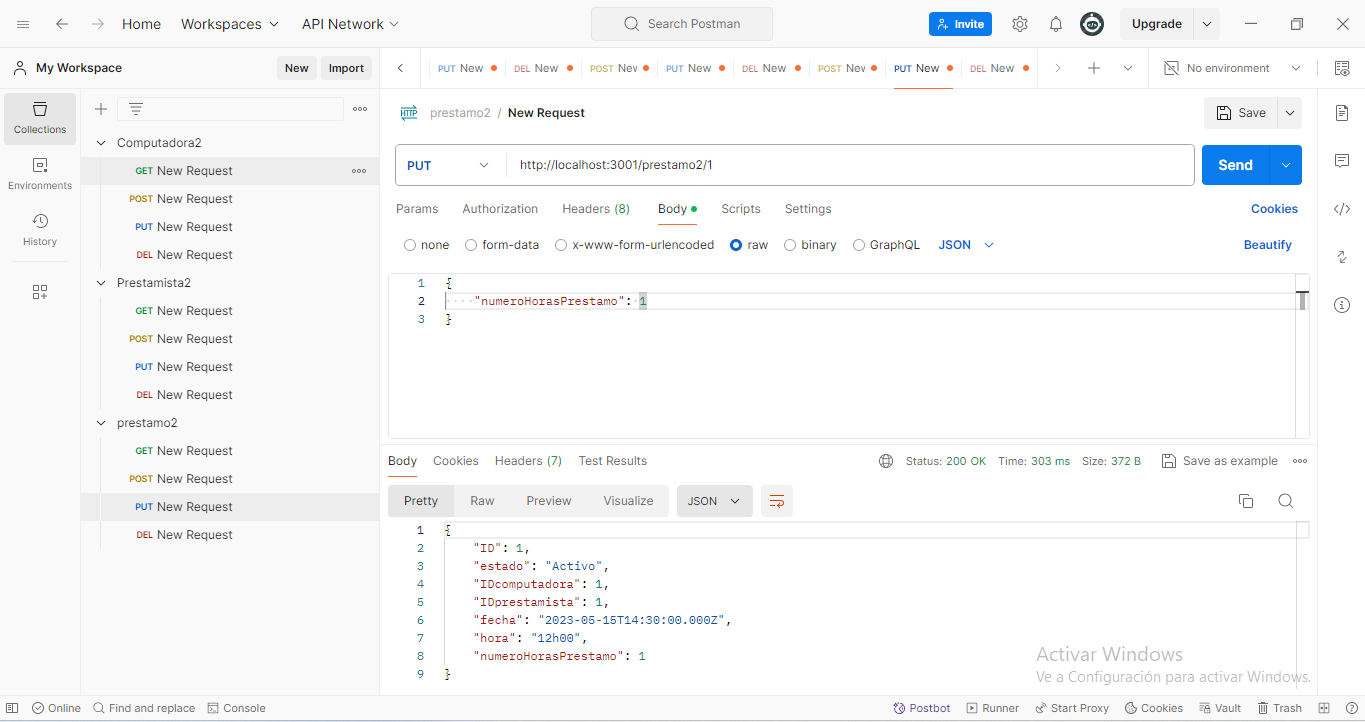 Home Workspaces API Network Search Postman Invite Upgrade
My Workspace New Import PUT New DEL New POST Nev PUT New DEL New POST Nev PUT New DEL New No environment
Collections
Environments
History
Computadora2
GET New Request
POST New Request
PUT New Request
DEL New Request
Prestamista2
GET New Request
POST New Request
PUT New Request
DEL New Request
prestamo2
GET New Request
POST New Request
PUT New Request
DEL New Request
HTTP prestamo2 / New Request Save
PUT http://localhost:3001/prestamo2/1 Send
Params Authorization Headers (8) Body Scripts Settings Cookies
none form-data x-www-form-urlencoded raw binary GraphQL JSON Beautify
1 {
2 ····"numeroHorasPrestamo":·1
3 }
Body Cookies Headers (7) Test Results Status: 200 OK Time: 303 ms Size: 372 B Save as example
Pretty Raw Preview Visualize JSON
1 {
2 "ID": 1,
3 "estado": "Activo",
4 "IDcomputadora": 1,
5 "IDprestamista": 1,
6 "fecha": "2023-05-15T14:30:00.000Z",
7 "hora": "12h00",
8 "numeroHorasPrestamo": 1
9 }
Activar Windows
Ve a Configuración para activar Windows.
Online Find and replace Console Postbot Runner Start Proxy Cookies Vault Trash